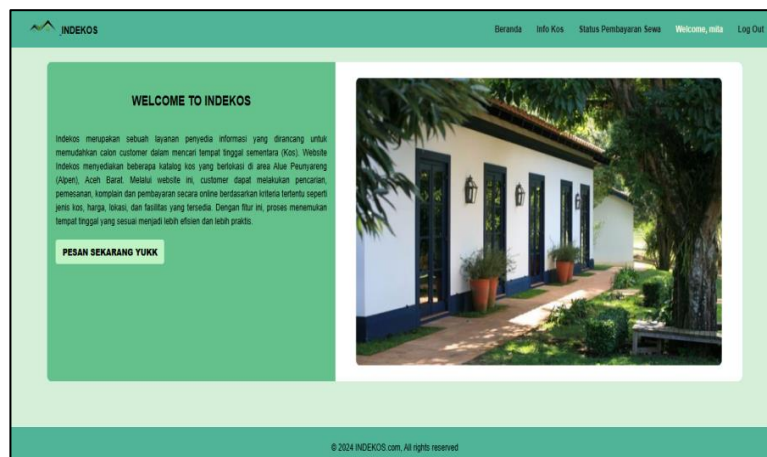 INDEKOS
Beranda Info Kos Status Pembayaran Sewa Welcome, mita Log Out
WELCOME TO INDEKOS
Indekos merupakan sebuah layanan penyedia informasi yang dirancang untuk
memudahkan calon customer dalam mencari tempat tinggal sementara (Kos). Website
Indekos menyediakan beberapa katalog kos yang berlokasi di area Alue Peunyareng
(Alpen), Aceh Barat. Melalui website ini, customer dapat melakukan pencarian,
pemesanan, komplain dan pembayaran secara online berdasarkan kriteria tertentu seperti
jenis kos, harga, lokasi, dan fasilitas yang tersedia. Dengan fitur ini, proses menemukan
tempat tinggal yang sesuai menjadi lebih efisien dan lebih praktis.
PESAN SEKARANG YUKK
© 2024 INDEKOS.com, All rights reserved